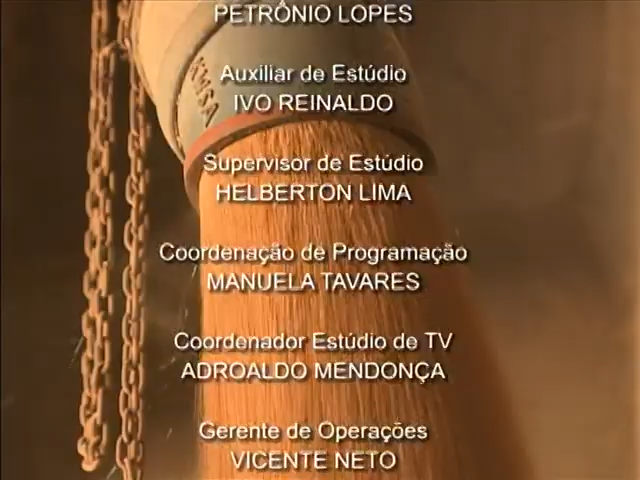 PETRÔNIO LOPES
Auxiliar de Estúdio
IVO REINALDO
KWSA
Supervisor de Estúdio
HELBERTON LIMA
Coordenação de Programação
MANUELA TAVARES
Coordenador Estúdio de TV
ADROALDO MENDONÇA
Gerente de Operações
VICENTE NETO